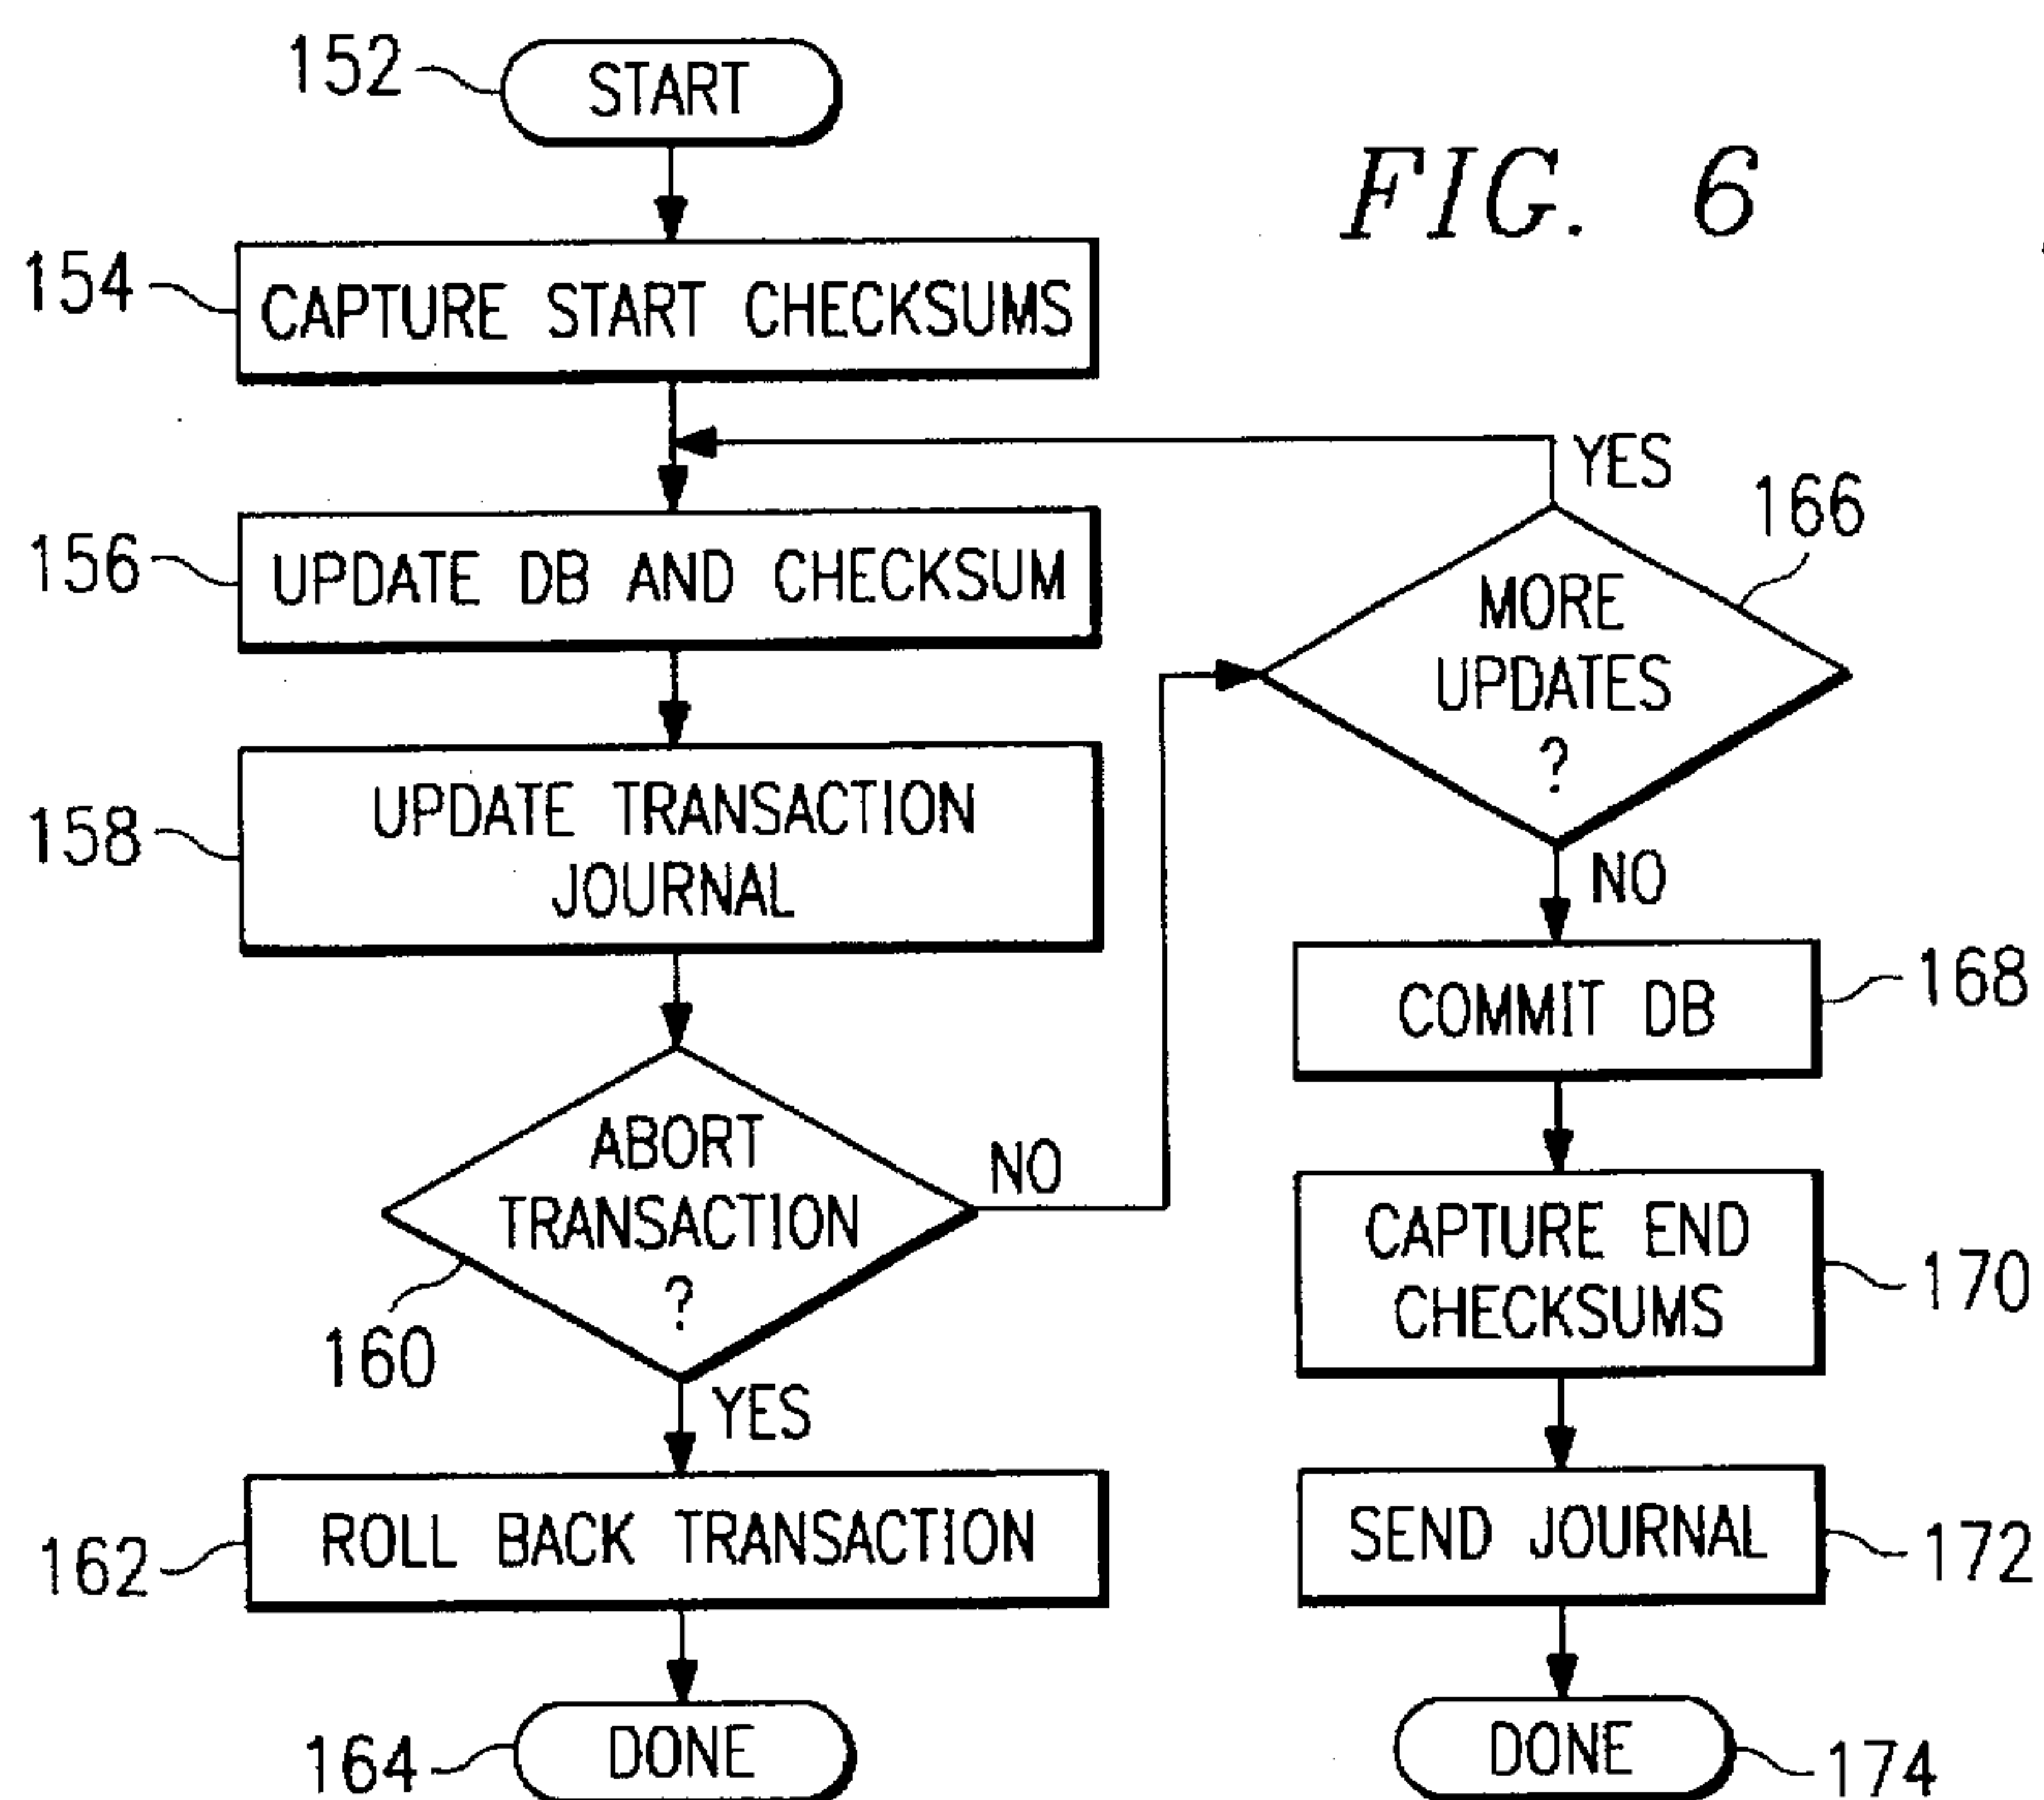 152
START
FIG. 6
154
CAPTURE START CHECKSUMS
YES
166
156
UPDATE DB AND CHECKSUM
MORE
UPDATES
?
158
UPDATE TRANSACTION
JOURNAL
NO
168
COMMIT DB
ABORT
TRANSACTION
?
NO
160
YES
CAPTURE END
CHECKSUMS
170
162
ROLL BACK TRANSACTION
SEND JOURNAL
172
164
DONE
DONE
174